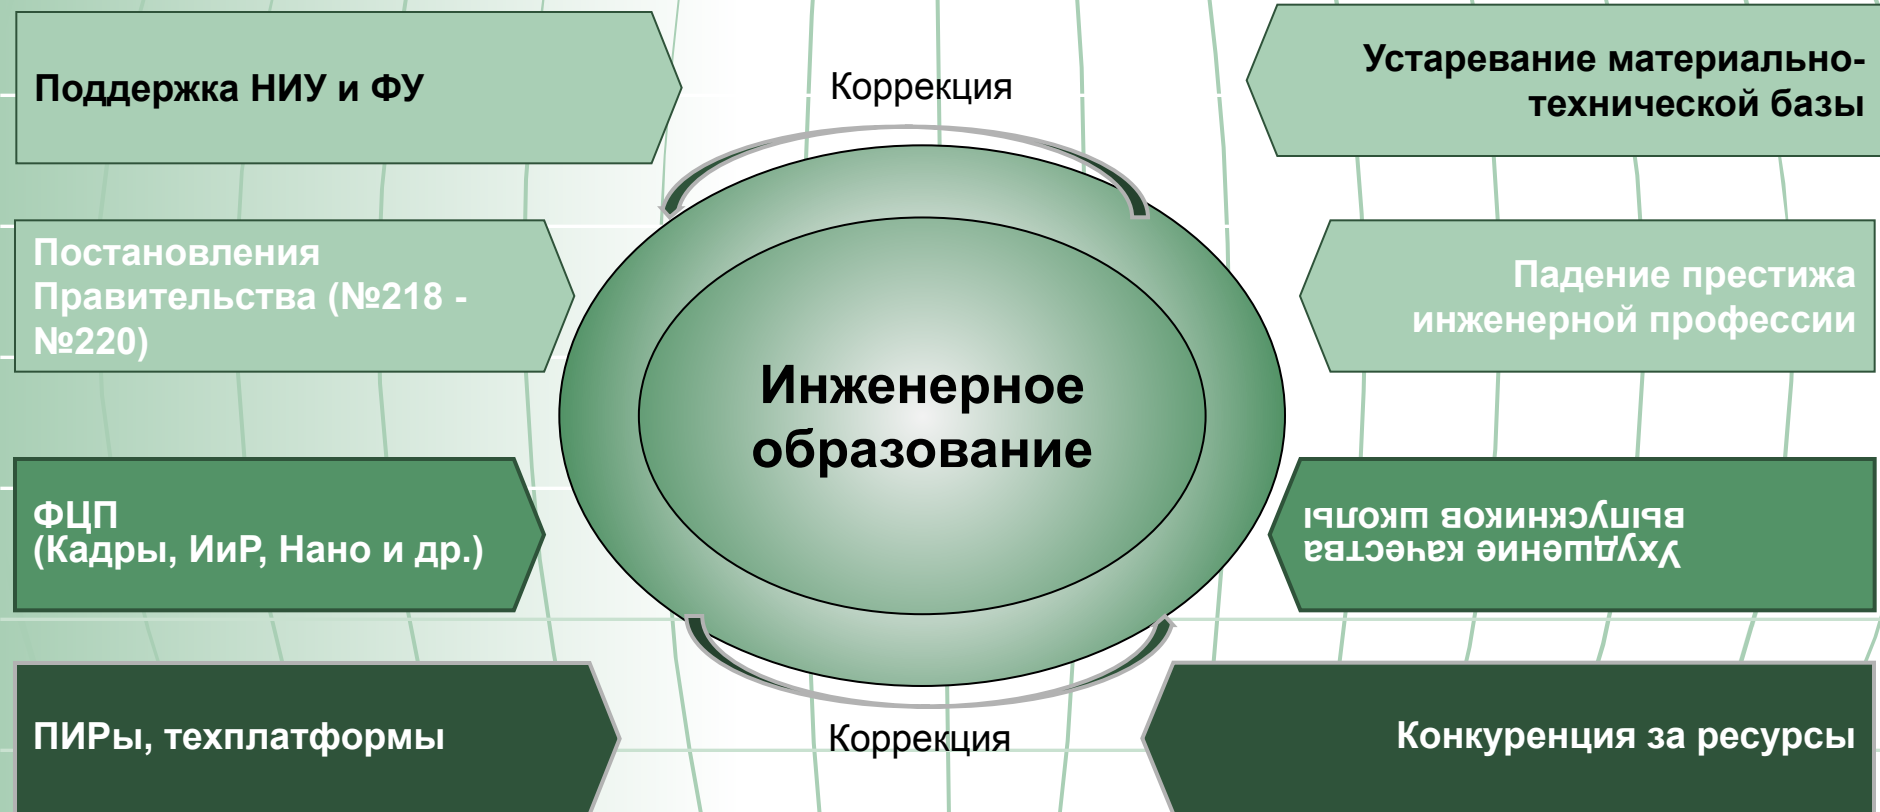 Поддержка НИУ и ФУ
Коррекция
Устаревание материально-
технической базы
Постановления
Правительства (№218 -
№220)
Падение престижа
инженерной профессии
Инженерное
образование
ФЦП
(Кадры, ИиР, Нано и др.)
Ухудшение качества
выпускников школы
ПИРы, техплатформы
Коррекция
Конкуренция за ресурсы